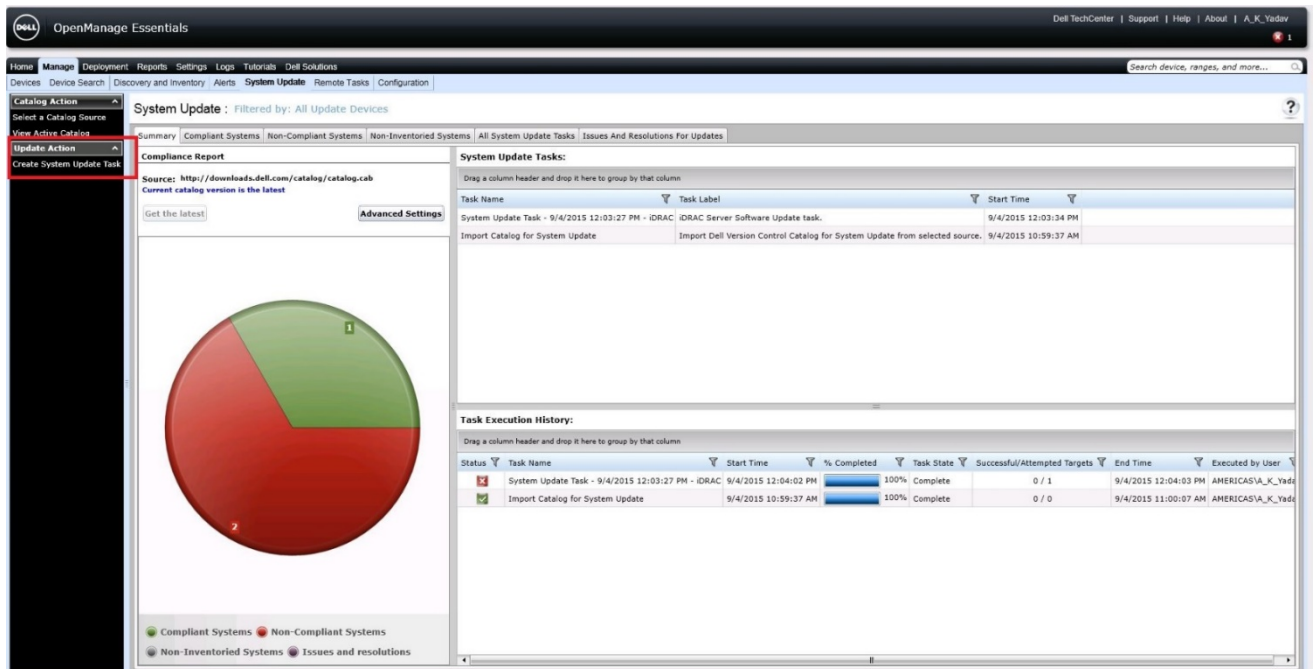 DELL OpenManage Essentials
Dell TechCenter | Support | Help | About | A_K_Yadav
1
Home Manage Deployment Reports Settings Logs Tutorials Dell Solutions
Search device, ranges, and more...
Devices Device Search Discovery and Inventory Alerts System Update Remote Tasks Configuration
Catalog Action
Select a Catalog Source
View Active Catalog
Update Action
Create System Update Task
System Update : Filtered by: All Update Devices
?
Summary Compliant Systems Non-Compliant Systems Non-Inventoried Systems All System Update Tasks Issues And Resolutions For Updates
Compliance Report
Source: http://downloads.dell.com/catalog/catalog.cab
Current catalog version is the latest
Get the latest Advanced Settings
1
2
Compliant Systems Non-Compliant Systems
Non-Inventoried Systems Issues and resolutions
System Update Tasks:
Drag a column header and drop it here to group by that column
Task Name Task Label Start Time
System Update Task - 9/4/2015 12:03:27 PM - iDRAC iDRAC Server Software Update task. 9/4/2015 12:03:34 PM
Import Catalog for System Update Import Dell Version Control Catalog for System Update from selected source. 9/4/2015 10:59:37 AM
Task Execution History:
Drag a column header and drop it here to group by that column
Status Task Name Start Time % Completed Task State Successful/Attempted Targets End Time Executed by User
System Update Task - 9/4/2015 12:03:27 PM - iDRAC 9/4/2015 12:04:02 PM 100% Complete 0 / 1 9/4/2015 12:04:03 PM AMERICAS\A_K_Yada
Import Catalog for System Update 9/4/2015 10:59:37 AM 100% Complete 0 / 0 9/4/2015 11:00:07 AM AMERICAS\A_K_Yada